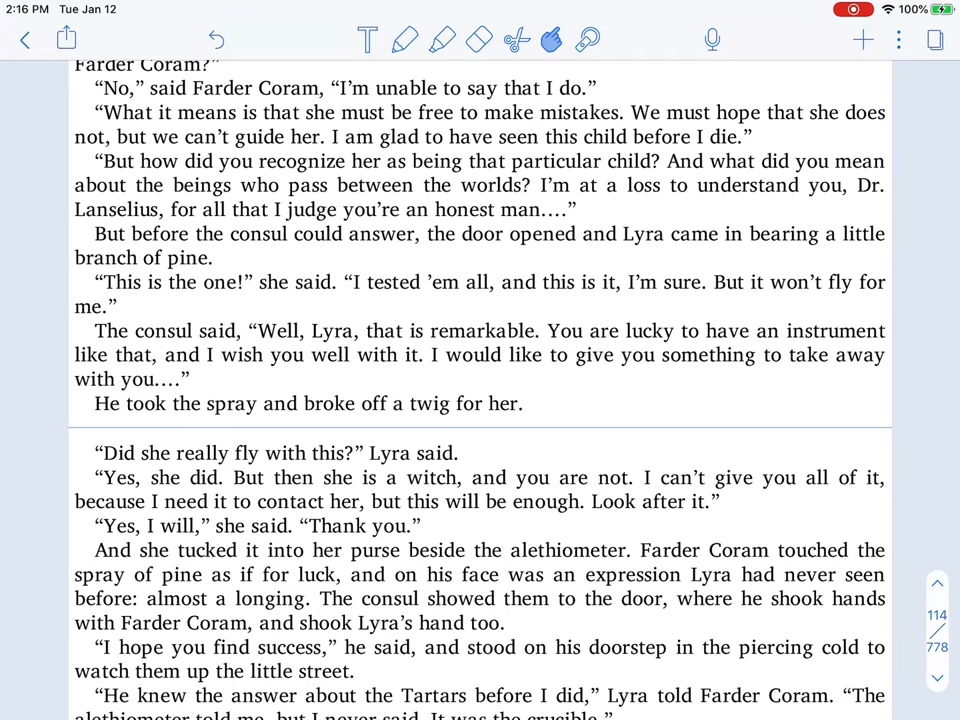 2:16 PM Tue Jan 12
100%
Farder Coram?”
“No,” said Farder Coram, “I’m unable to say that I do.”
“What it means is that she must be free to make mistakes. We must hope that she does
not, but we can’t guide her. I am glad to have seen this child before I die.”
“But how did you recognize her as being that particular child? And what did you mean
about the beings who pass between the worlds? I’m at a loss to understand you, Dr.
Lanselius, for all that I judge you’re an honest man....”
But before the consul could answer, the door opened and Lyra came in bearing a little
branch of pine.
“This is the one!” she said. “I tested ’em all, and this is it, I’m sure. But it won’t fly for
me.”
The consul said, “Well, Lyra, that is remarkable. You are lucky to have an instrument
like that, and I wish you well with it. I would like to give you something to take away
with you....”
He took the spray and broke off a twig for her.
“Did she really fly with this?” Lyra said.
“Yes, she did. But then she is a witch, and you are not. I can’t give you all of it,
because I need it to contact her, but this will be enough. Look after it.”
“Yes, I will,” she said. “Thank you.”
And she tucked it into her purse beside the alethiometer. Farder Coram touched the
spray of pine as if for luck, and on his face was an expression Lyra had never seen
before: almost a longing. The consul showed them to the door, where he shook hands
with Farder Coram, and shook Lyra’s hand too.
“I hope you find success,” he said, and stood on his doorstep in the piercing cold to
watch them up the little street.
“He knew the answer about the Tartars before I did,” Lyra told Farder Coram. “The
alethiometer told me, but I never said. It was the crucible.”
114
778